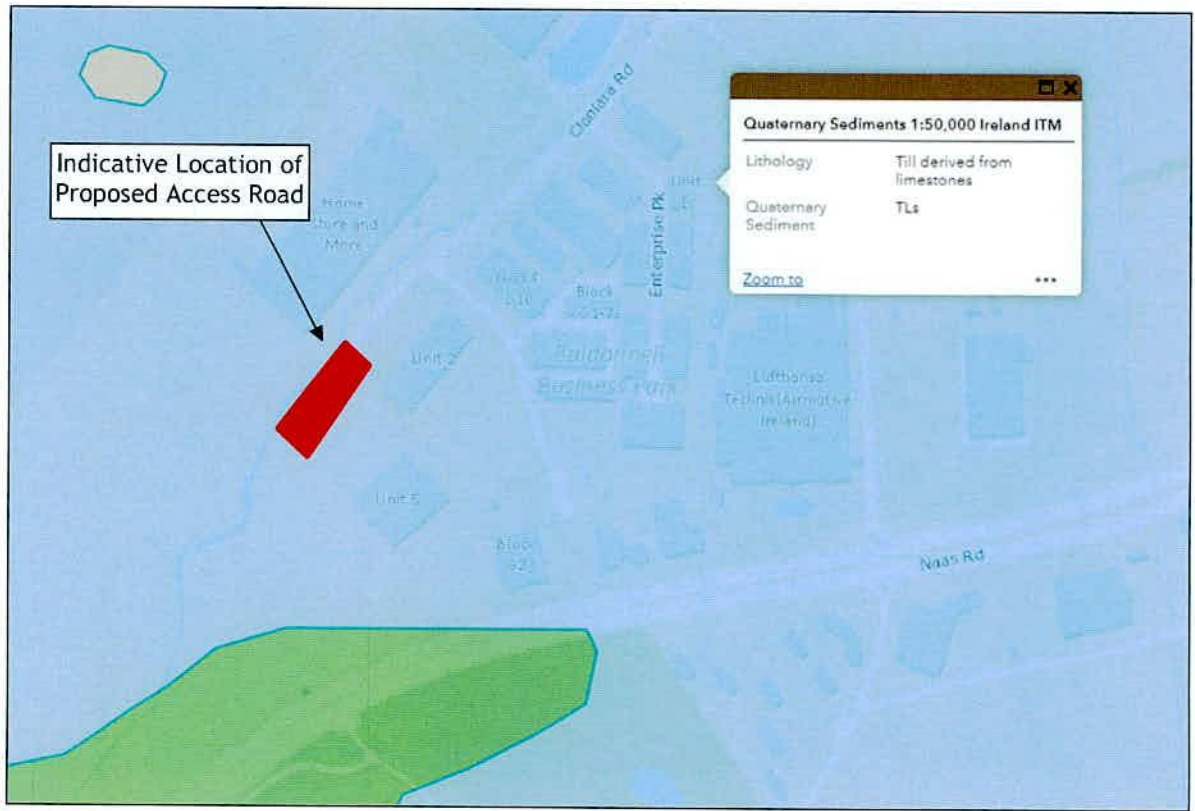 Indicative Location of
Proposed Access Road
Quaternary Sediments 1:50,000 Ireland ITM
Lithology
Till derived from
limestones
Quaternary
Sediment
TLs
Zoom to
Home
Store and
More
Unit
Enterprise Pk
Block
Unit 2
Baldonnell
Business Park
Lufthansa
Technik (Airmotive
Ireland)
Unit 5
Block
Naas Rd